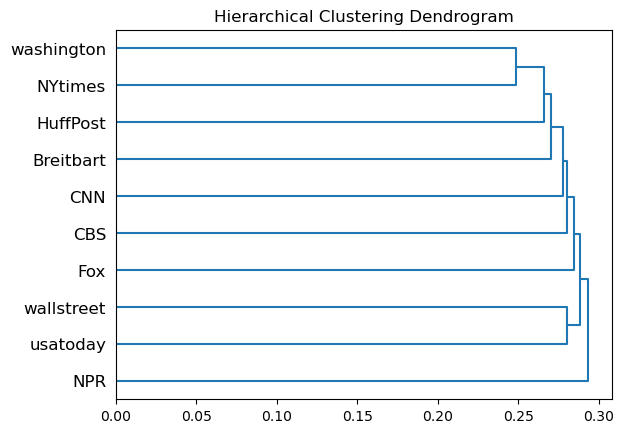 Hierarchical Clustering Dendrogram
washington
NYtimes
HuffPost
Breitbart
CNN
CBS
Fox
wallstreet
usatoday
NPR
0.00 0.05 0.10 0.15 0.20 0.25 0.30